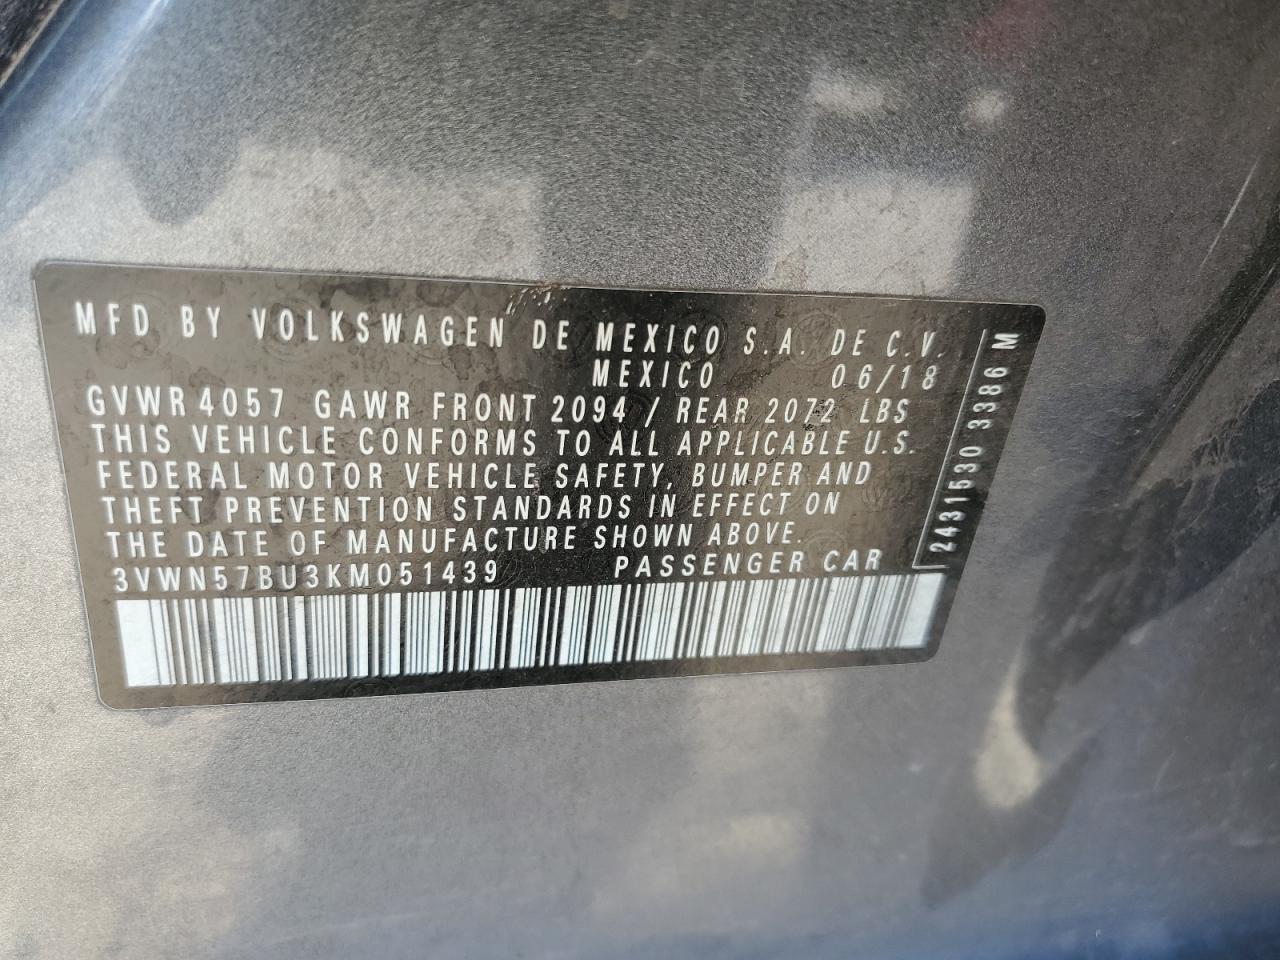 MFD BY VOLKSWAGEN DE MEXICO S.A. DE C.V.
MEXICO 06/18
GVWR 4057 GAWR FRONT 2094 / REAR 2072 LBS
THIS VEHICLE CONFORMS TO ALL APPLICABLE U.S.
FEDERAL MOTOR VEHICLE SAFETY, BUMPER AND
THEFT PREVENTION STANDARDS IN EFFECT ON
THE DATE OF MANUFACTURE SHOWN ABOVE.
3VWN57BU3KM051439 PASSENGER CAR
2431530 3386 M